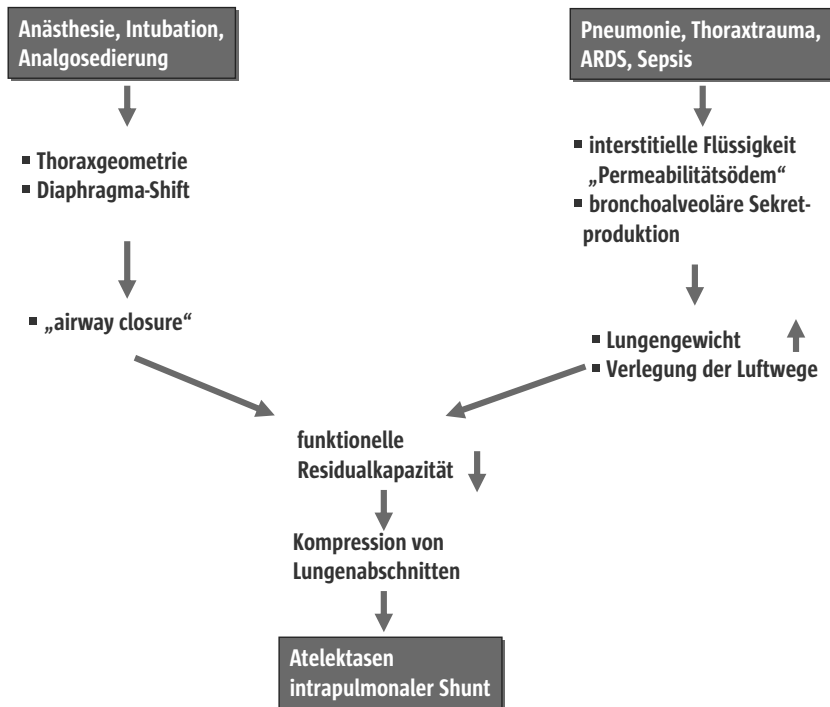 Anästhesie, Intubation,
Analgosedierung
▪ Thoraxgeometrie
▪ Diaphragma-Shift
▪ „airway closure“
Pneumonie, Thoraxtrauma,
ARDS, Sepsis
▪ interstitielle Flüssigkeit
„Permeabilitätsödem“
▪ bronchoalveoläre Sekret-
produktion
▪ Lungengewicht
▪ Verlegung der Luftwege
funktionelle
Residualkapazität
Kompression von
Lungenabschnitten
Atelektasen
intrapulmonaler Shunt